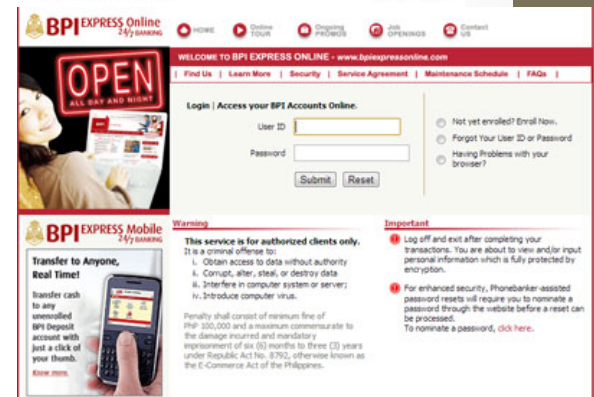 BPI EXPRESS Online
24/7 BANKING
HOME
Online TOUR
Ongoing PROMOS
Job OPENINGS
Contact US
OPEN
ALL DAY AND NIGHT
WELCOME TO BPI EXPRESS ONLINE - www.bpiexpressonline.com
| Find Us | Learn More | Security | Service Agreement | Maintenance Schedule | FAQs |
Login | Access your BPI Accounts Online.
User ID
Password
Submit Reset
Not yet enrolled? Enroll Now.
Forgot Your User ID or Password
Having Problems with your
browser?
BPI EXPRESS Mobile
24/7 BANKING
Transfer to Anyone,
Real Time!
Transfer cash
to any
unenrolled
BPI Deposit
account with
just a click of
your thumb.
Know more.
Warning
This service is for authorized clients only.
It is a criminal offense to:
i. Obtain access to data without authority
ii. Corrupt, alter, steal, or destroy data
iii. Interfere in computer system or server;
iv. Introduce computer virus.
Penalty shall consist of minimum fine of
PHP 100,000 and a maximum commensurate to
the damage incurred and mandatory
imprisonment of six (6) months to three (3) years
under Republic Act No. 8792, otherwise known as
the E-Commerce Act of the Philippines.
Important
Log off and exit after completing your
transactions. You are about to view and/or input
personal information which is fully protected by
encryption.
For enhanced security, Phonebanker-assisted
password resets will require you to nominate a
password through the website before a reset can
be processed.
To nominate a password, click here.